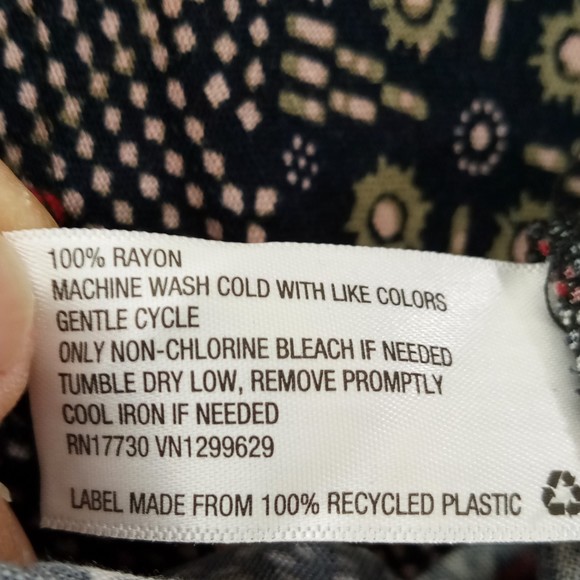 100% RAYON
MACHINE WASH COLD WITH LIKE COLORS
GENTLE CYCLE
ONLY NON-CHLORINE BLEACH IF NEEDED
TUMBLE DRY LOW, REMOVE PROMPTLY
COOL IRON IF NEEDED
RN17730 VN1299629
LABEL MADE FROM 100% RECYCLED PLASTIC